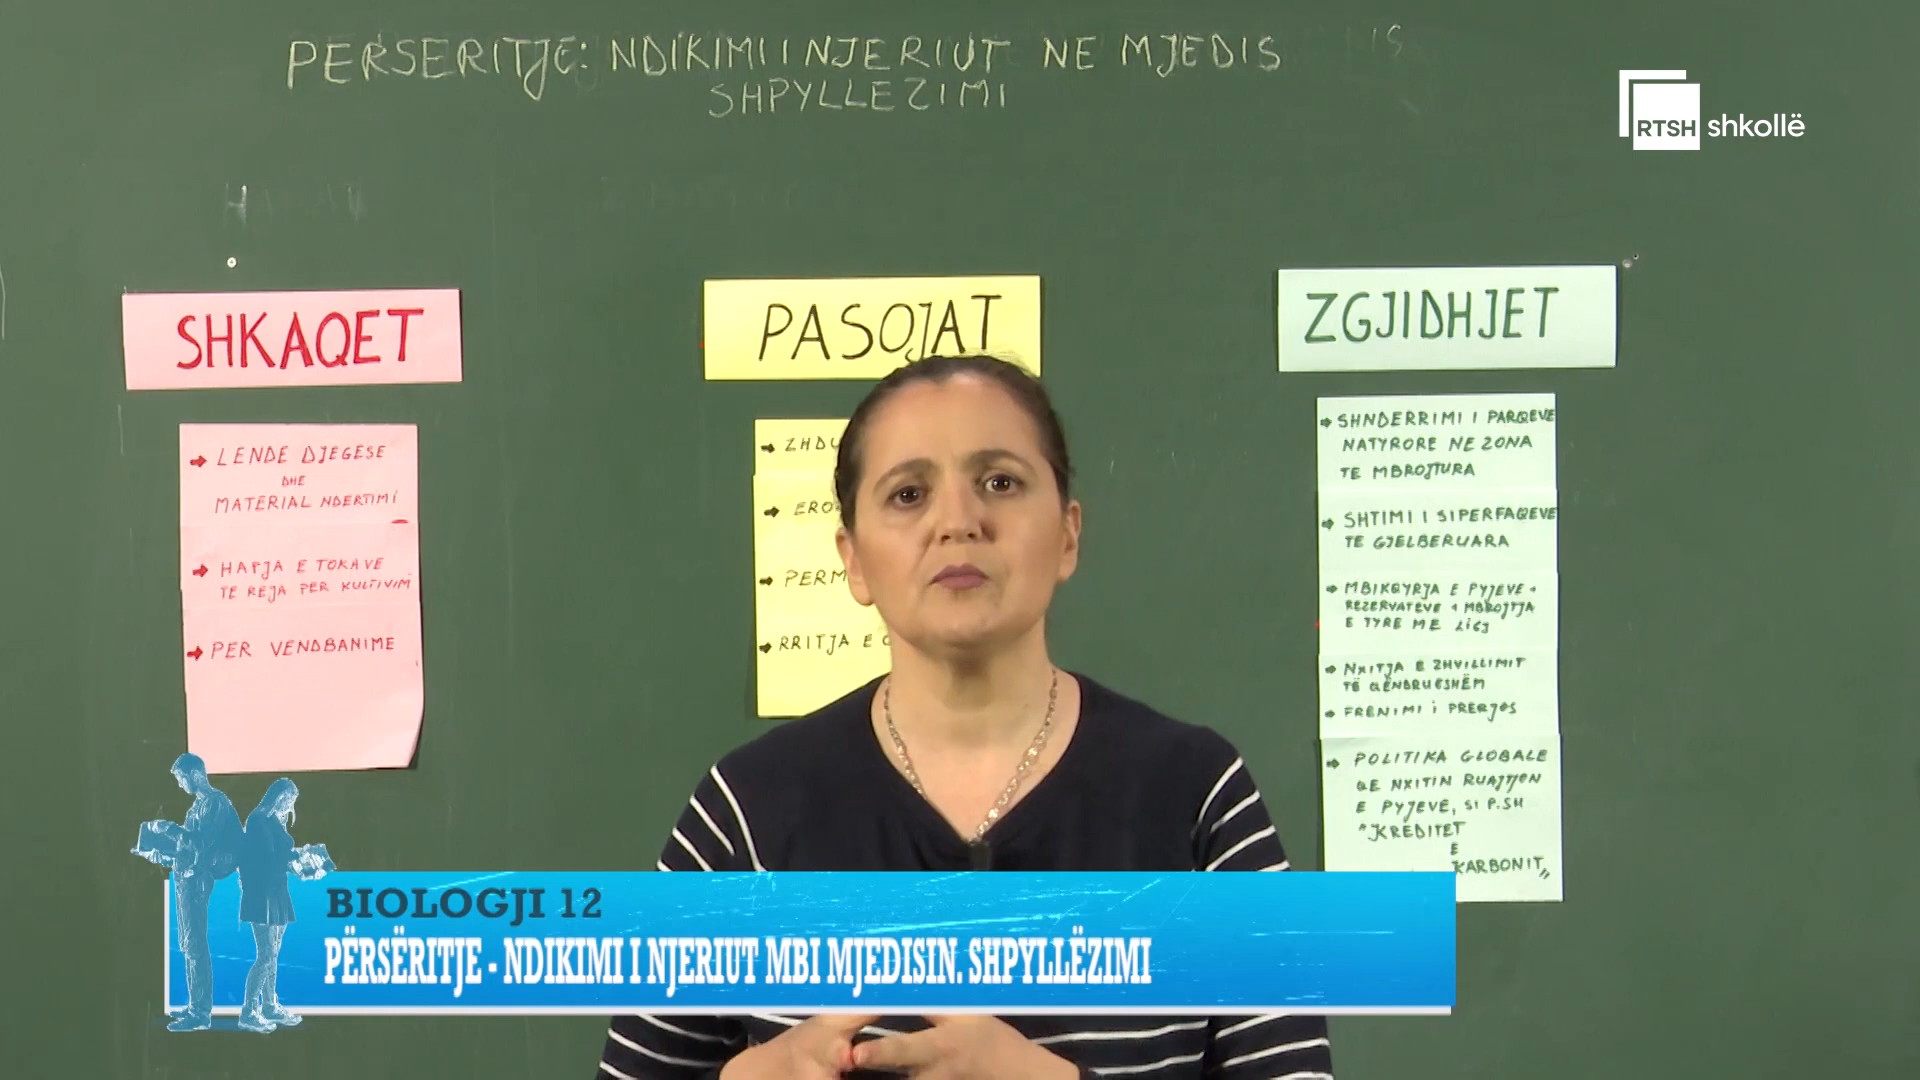 PERSERITJE: NDIKIMI I NJERIUT NE MJEDIS
SHPYLLEZIMI
RTSH shkollë
SHKAQET
LENDE DJEGESE
DHE
MATERIAL NDERTIMI
HAPJA E TOKAVE
TE REJA PER KULTIVIM
PER VENDBANIME
PASOJAT
RRITJA E
ZGJIDHJET
SHNDERRIMI I PARQEVE
NATYRORE NE ZONA
TE MBROJTURA
SHTIMI I SIPERFAQEVE
TE GJELBERUARA
MBIKQYRJA E PYJEVE +
REZERVATEVE + MBROJTJA
E TYRE ME LIGJ
NXITJA E ZHVILLIMIT
TË QËNDRUESHËM
FRENIMI I PRERJES
POLITIKA GLOBALE
QE NXITIN RUAJTJEN
E PYJEVE, SI P.SH
"KREDITET
E
KARBONIT"
BIOLOGJI 12
PËRSËRITJE - NDIKIMI I NJERIUT MBI MJEDISIN. SHPYLLËZIMI